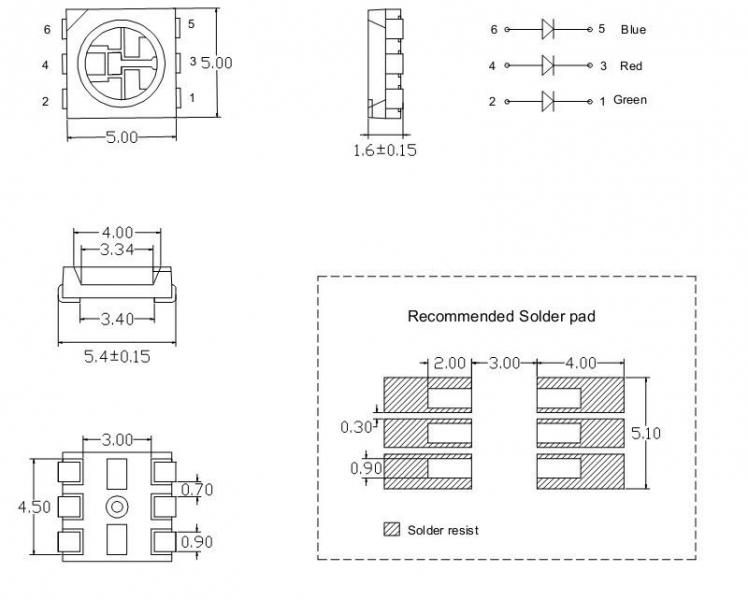 6 5
4 3
2 1
5.00
5.00
1.6±0.15
6 5 Blue
4 3 Red
2 1 Green
4.00
3.34
3.40
5.4±0.15
3.00
4.50
0.70
0.90
Recommended Solder pad
2.00 3.00 4.00
0.30
0.90
5.10
Solder resist